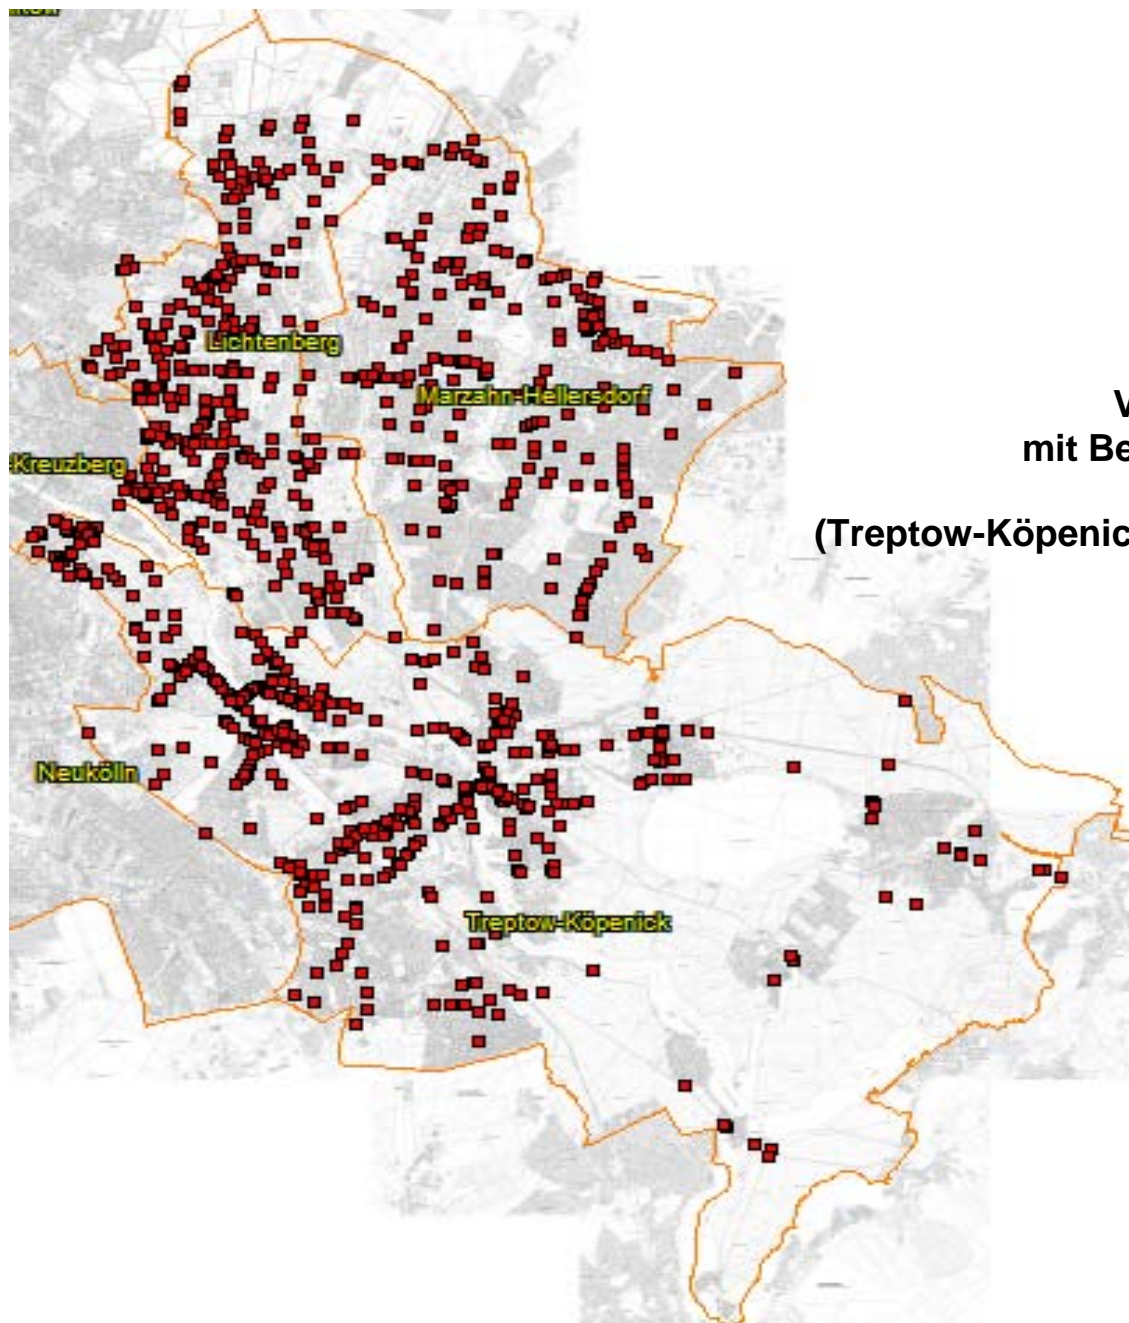 Lichtenberg
V
Marzahn-Hellersdorf
mit Be
-Kreuzberg
(Treptow-Köpenic
Neukölln
Treptow-Köpenick